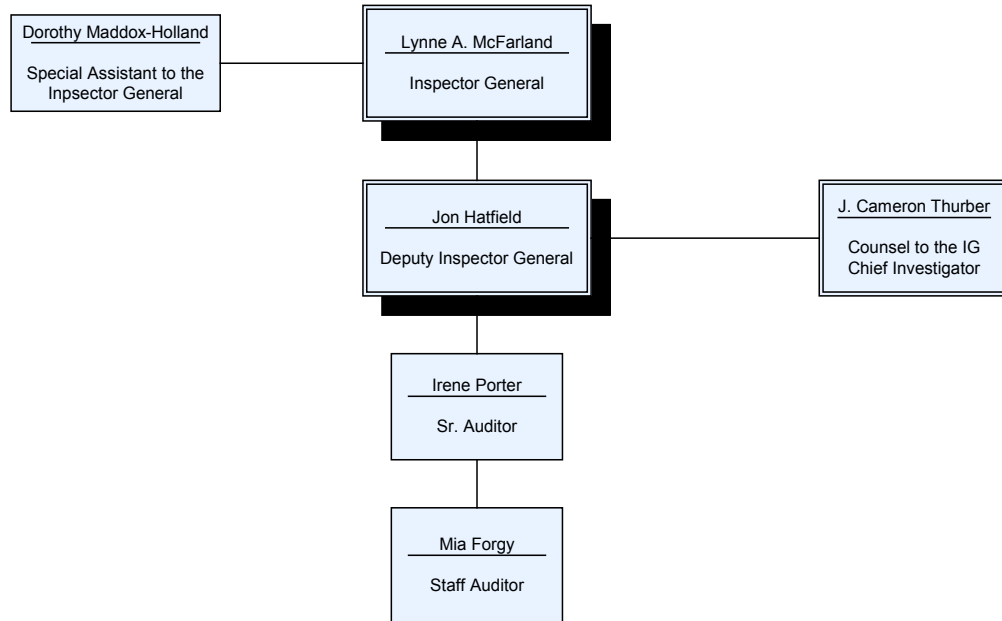 Dorothy Maddox-Holland
Special Assistant to the
Inpsector General
Lynne A. McFarland
Inspector General
Jon Hatfield
Deputy Inspector General
J. Cameron Thurber
Counsel to the IG
Chief Investigator
Irene Porter
Sr. Auditor
Mia Forgy
Staff Auditor